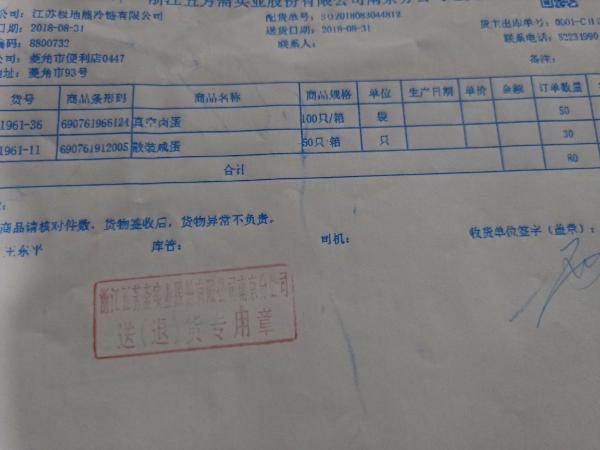 浙江五芳斋实业股份有限公司南京分公司
公司：江苏极地熊冷链有限公司
配货单号：SO2018083044812
货卡出库单号：0001-C112
日期：2018-08-31
送货日期：2018-08-31
联系电话：52231990
编码：8800732
联系人：
公司：菱角市便利店0447
备注：
地址：菱角市93号
货号 商品条形码 商品名称 商品规格 单位 生产日期 单价 金额 订单数量
1961-36 690761966124 真空卤蛋 100只/箱 袋 50
1961-11 690761912005 散装咸蛋 60只/箱 只 30
合计 80
商品请核对件数，货物签收后，货物异常不负责。
王东平 库管： 司机： 收货单位签字（盖章）：
浙江五芳斋实业股份有限公司南京分公司
送（退）货专用章